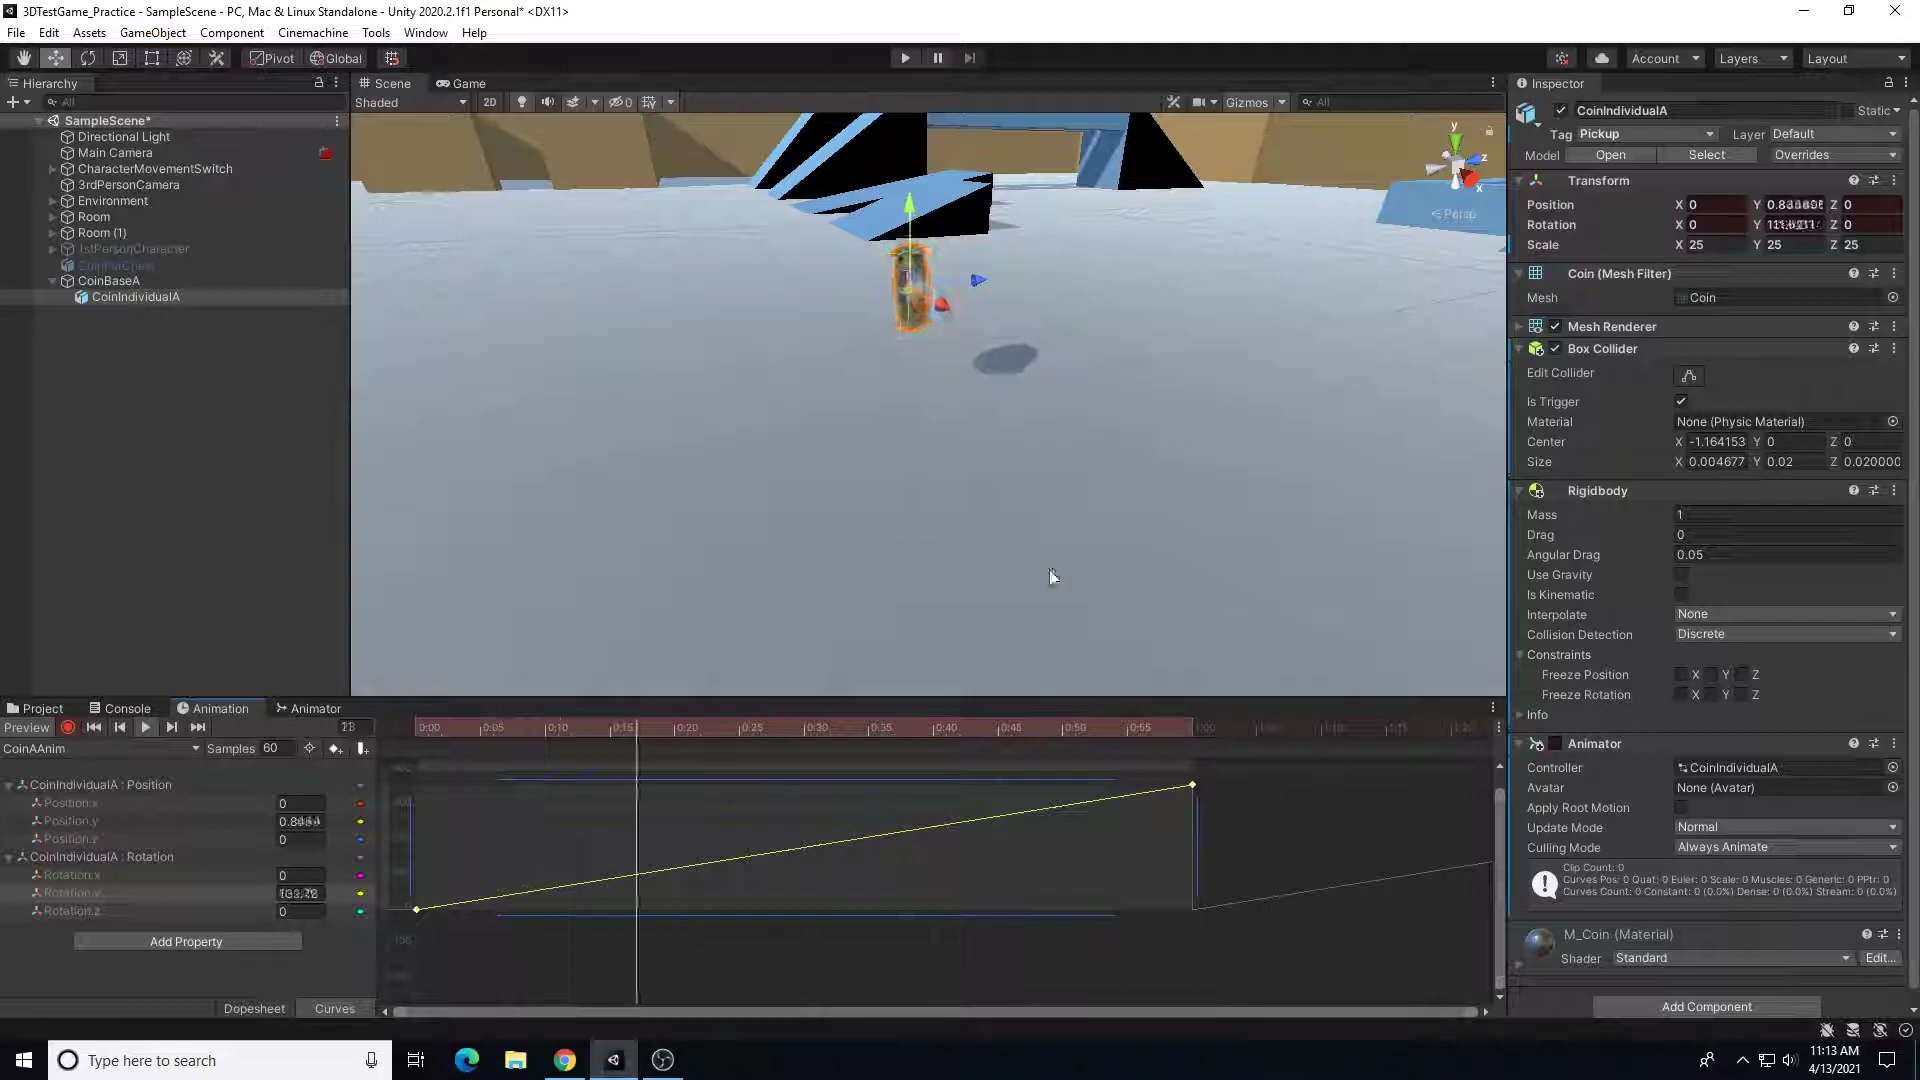 3DTestGame_Practice - SampleScene - PC, Mac & Linux Standalone - Unity 2020.2.1f1 Personal* <DX11>
File Edit Assets GameObject Component Cinemachine Tools Window Help
Pivot Global Account Layers Layout
Hierarchy
All
SampleScene*
Directional Light
Main Camera
CharacterMovementSwitch
3rdPersonCamera
Environment
Room
Room (1)
1stPersonCharacter
CoinBaseA
CoinIndividualA
Scene Game
Shaded 2D 0 Gizmos All
y
z
x
< Persp
Inspector
CoinIndividualA Static
Tag Pickup Layer Default
Model Open Select Overrides
Transform
Position X 0 Y Z 0
Rotation X 0 Y Z 0
Scale X 25 Y 25 Z 25
Coin (Mesh Filter)
Mesh Coin
Mesh Renderer
Box Collider
Edit Collider
Is Trigger
Material None (Physic Material)
Center X -1.164153 Y 0 Z 0
Size X 0.004677 Y 0.02 Z 0.020000
Rigidbody
Mass 1
Drag 0
Angular Drag 0.05
Use Gravity
Is Kinematic
Interpolate None
Collision Detection Discrete
Constraints
Freeze Position X Y Z
Freeze Rotation X Y Z
Info
Animator
Controller CoinIndividualA
Avatar None (Avatar)
Apply Root Motion
Update Mode Normal
Culling Mode Always Animate
Clip Count: 0
Curves Pos: 0 Quat: 0 Euler: 0 Scale: 0 Muscles: 0 Generic: 0 PPtr: 0
Curves Count: 0 Constant: 0 (0.0%) Dense: 0 (0.0%) Stream: 0 (0.0%)
M_Coin (Material)
Shader Standard Edit...
Add Component
Project Console Animation Animator
Preview
0:00 0:05 0:10 0:15 0:20 0:25 0:30 0:35 0:40 0:45 0:50 0:55 1:00
CoinAAnim Samples 60
CoinIndividualA : Position
Position.x 0
Position.y
Position.z 0
CoinIndividualA : Rotation
Rotation.x 0
Rotation.y
Rotation.z 0
Add Property
Dopesheet Curves
Type here to search
11:13 AM
4/13/2021